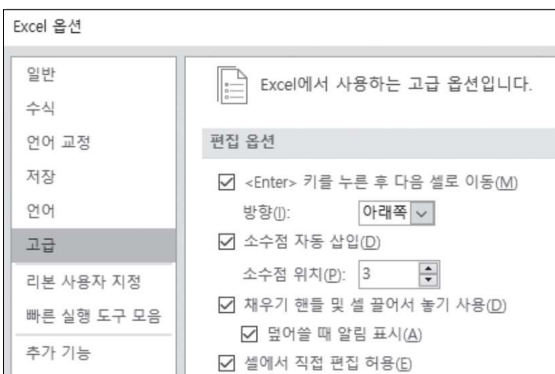 Excel 옵션
일반
수식
언어 교정
저장
언어
고급
리본 사용자 지정
빠른 실행 도구 모음
추가 기능
Excel에서 사용하는 고급 옵션입니다.
편집 옵션
<Enter> 키를 누른 후 다음 셀로 이동(M)
방향(I): 아래쪽
소수점 자동 삽입(D)
소수점 위치(P): 3
채우기 핸들 및 셀 끌어서 놓기 사용(D)
덮어쓸 때 알림 표시(A)
셀에서 직접 편집 허용(E)